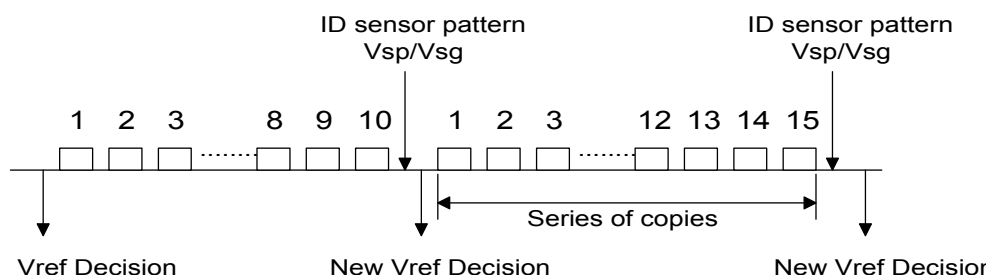 ID sensor pattern
Vsp/Vsg
ID sensor pattern
Vsp/Vsg
1 2 3 8 9 10 1 2 3 12 13 14 15
Series of copies
Vref Decision New Vref Decision New Vref Decision